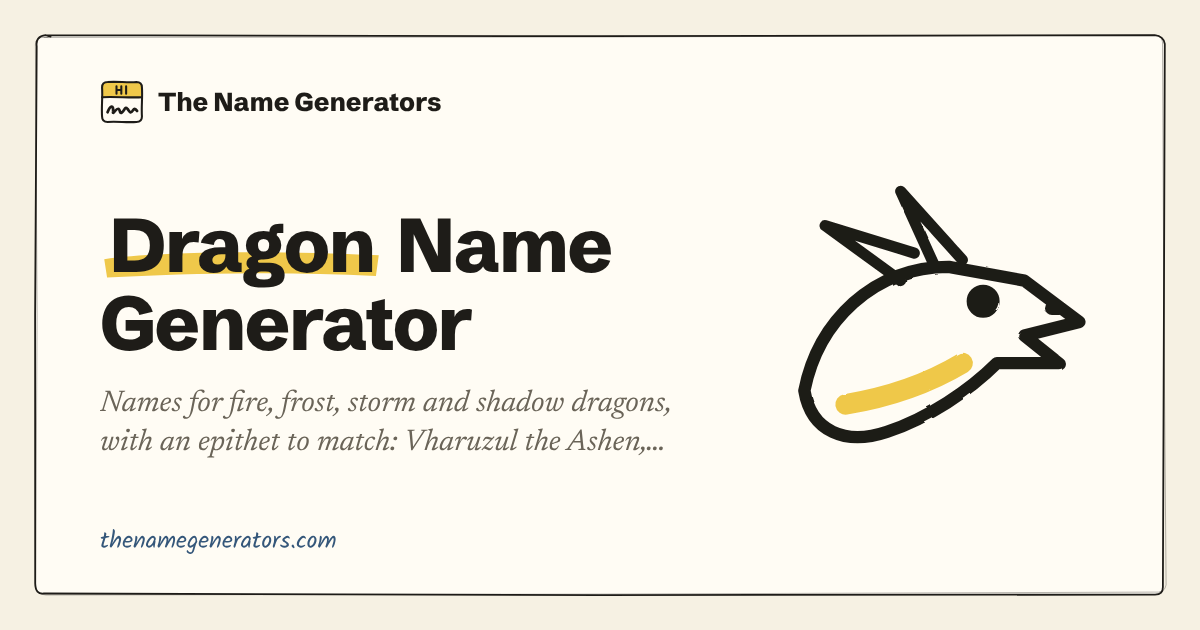 HI
The Name Generators
Dragon Name
Generator
Names for fire, frost, storm and shadow dragons,
with an epithet to match: Vharuzul the Ashen,...
thenamegenerators.com